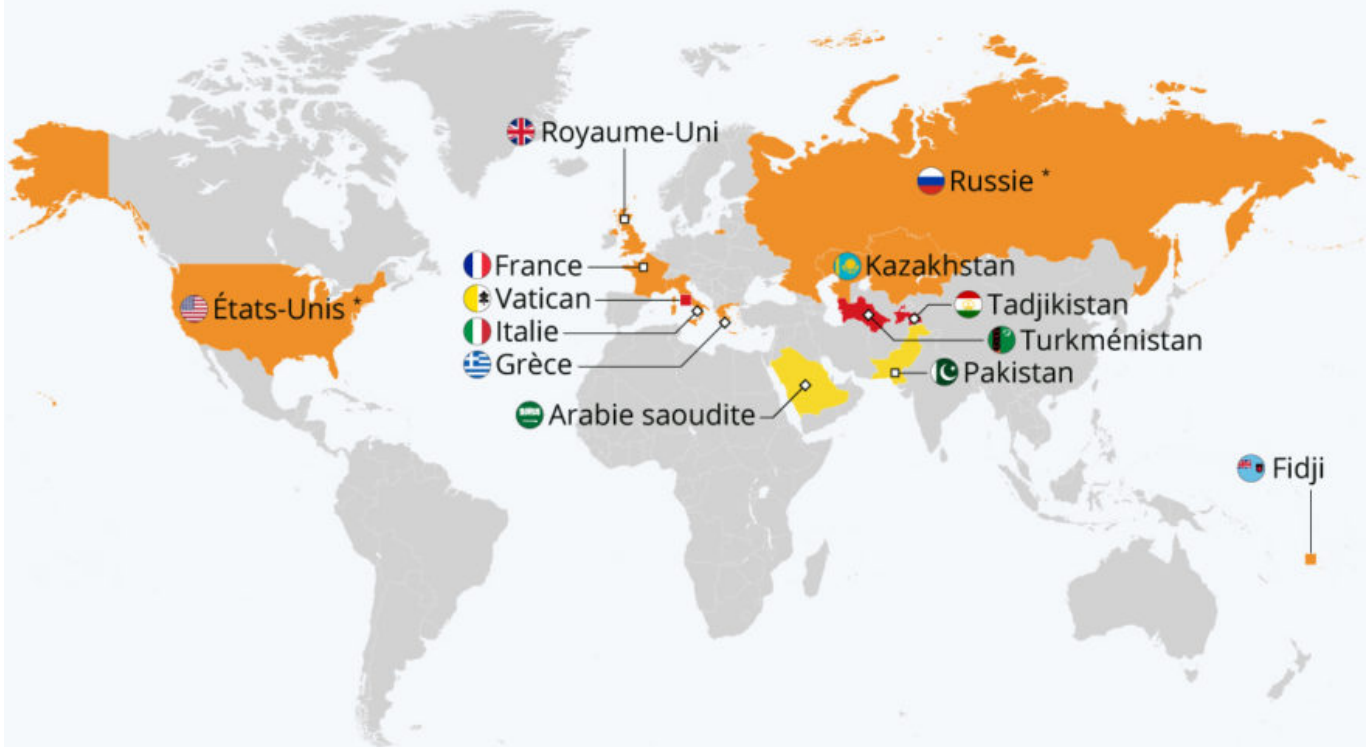 Royaume-Uni
Russie *
France
Kazakhstan
Vatican
États-Unis *
Tadjikistan
Italie
Turkménistan
Grèce
Pakistan
Arabie saoudite
Fidji